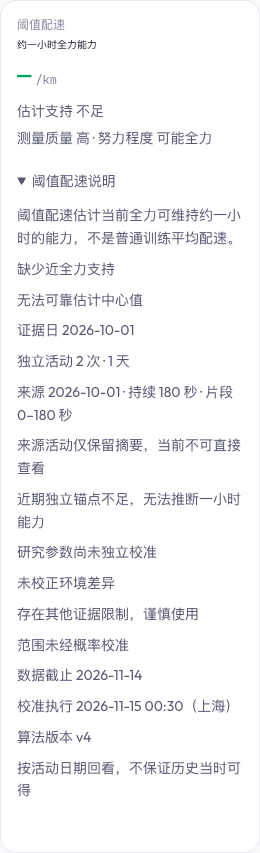 阈值配速
约一小时全力能力
— /km
估计支持 不足
测量质量 高 · 努力程度 可能全力
▼ 阈值配速说明
阈值配速估计当前全力可维持约一小
时的能力，不是普通训练平均配速。
缺少近全力支持
无法可靠估计中心值
证据日 2026-10-01
独立活动 2 次 · 1 天
来源 2026-10-01 · 持续 180 秒 · 片段
0–180 秒
来源活动仅保留摘要，当前不可直接
查看
近期独立锚点不足，无法推断一小时
能力
研究参数尚未独立校准
未校正环境差异
存在其他证据限制，谨慎使用
范围未经概率校准
数据截止 2026-11-14
校准执行 2026-11-15 00:30（上海）
算法版本 v4
按活动日期回看，不保证历史当时可
得